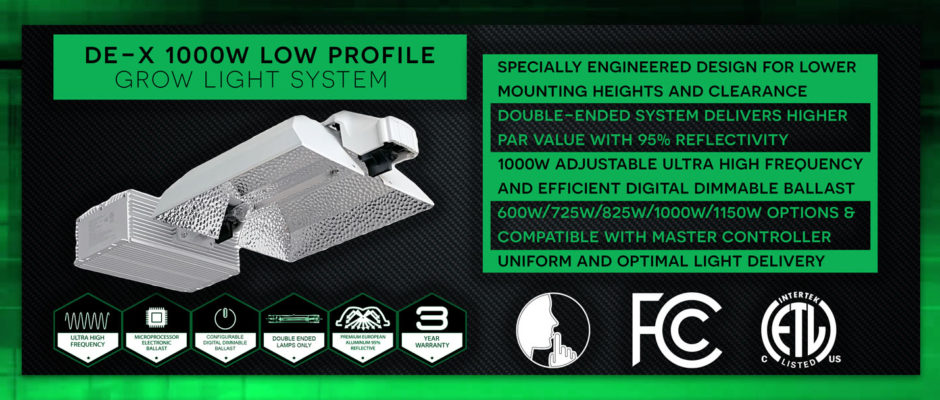 DE-X 1000W LOW PROFILE
GROW LIGHT SYSTEM
SPECIALLY ENGINEERED DESIGN FOR LOWER
MOUNTING HEIGHTS AND CLEARANCE
DOUBLE-ENDED SYSTEM DELIVERS HIGHER
PAR VALUE WITH 95% REFLECTIVITY
1000W ADJUSTABLE ULTRA HIGH FREQUENCY
AND EFFICIENT DIGITAL DIMMABLE BALLAST
600W/725W/825W/1000W/1150W OPTIONS &
COMPATIBLE WITH MASTER CONTROLLER
UNIFORM AND OPTIMAL LIGHT DELIVERY
ULTRA HIGH
FREQUENCY
MICROPROCESSOR
ELECTRONIC
BALLAST
CONFIGURABLE
DIGITAL DIMMABLE
BALLAST
DOUBLE ENDED
LAMPS ONLY
PREMIUM EUROPEAN
ALUMINUM 95%
REFLECTIVE
3
YEAR
WARRANTY
FCC
INTERTEK
ETL
C LISTED US